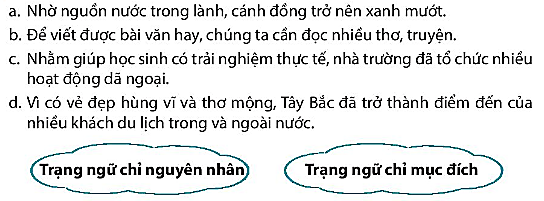 a. Nhờ nguồn nước trong lành, cánh đồng trở nên xanh mướt.
b. Để viết được bài văn hay, chúng ta cần đọc nhiều thơ, truyện.
c. Nhằm giúp học sinh có trải nghiệm thực tế, nhà trường đã tổ chức nhiều
hoạt động dã ngoại.
d. Vì có vẻ đẹp hùng vĩ và thơ mộng, Tây Bắc đã trở thành điểm đến của
nhiều khách du lịch trong và ngoài nước.
Trạng ngữ chỉ nguyên nhân
Trạng ngữ chỉ mục đích